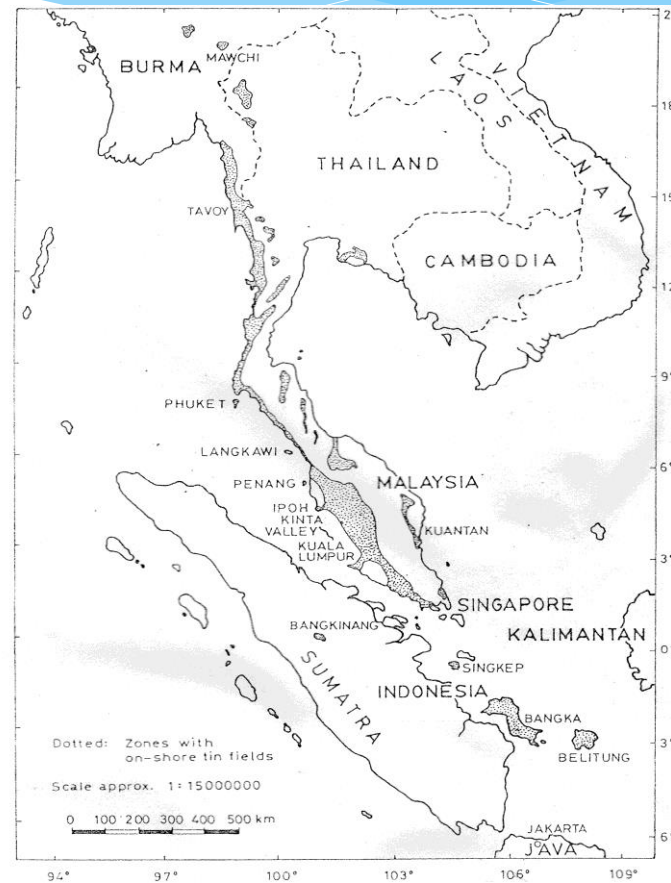 BURMA
MAWCHI
LAOS
VIETNAM
THAILAND
TAVOY
CAMBODIA
PHUKET
LANGKAWI
PENANG
MALAYSIA
IPOH
KINTA
VALLEY
KUANTAN
KUALA
LUMPUR
SINGAPORE
KALIMANTAN
BANGKINANG
SUMATRA
SINGKEP
INDONESIA
BANGKA
BELITUNG
Dotted: Zones with
on-shore tin fields
Scale approx. 1:15000000
0 100 200 300 400 500 km
JAKARTA
JAVA
18
15
12
9°
6°
3°
0°
3°
6°
94° 97° 100° 103° 106° 109°